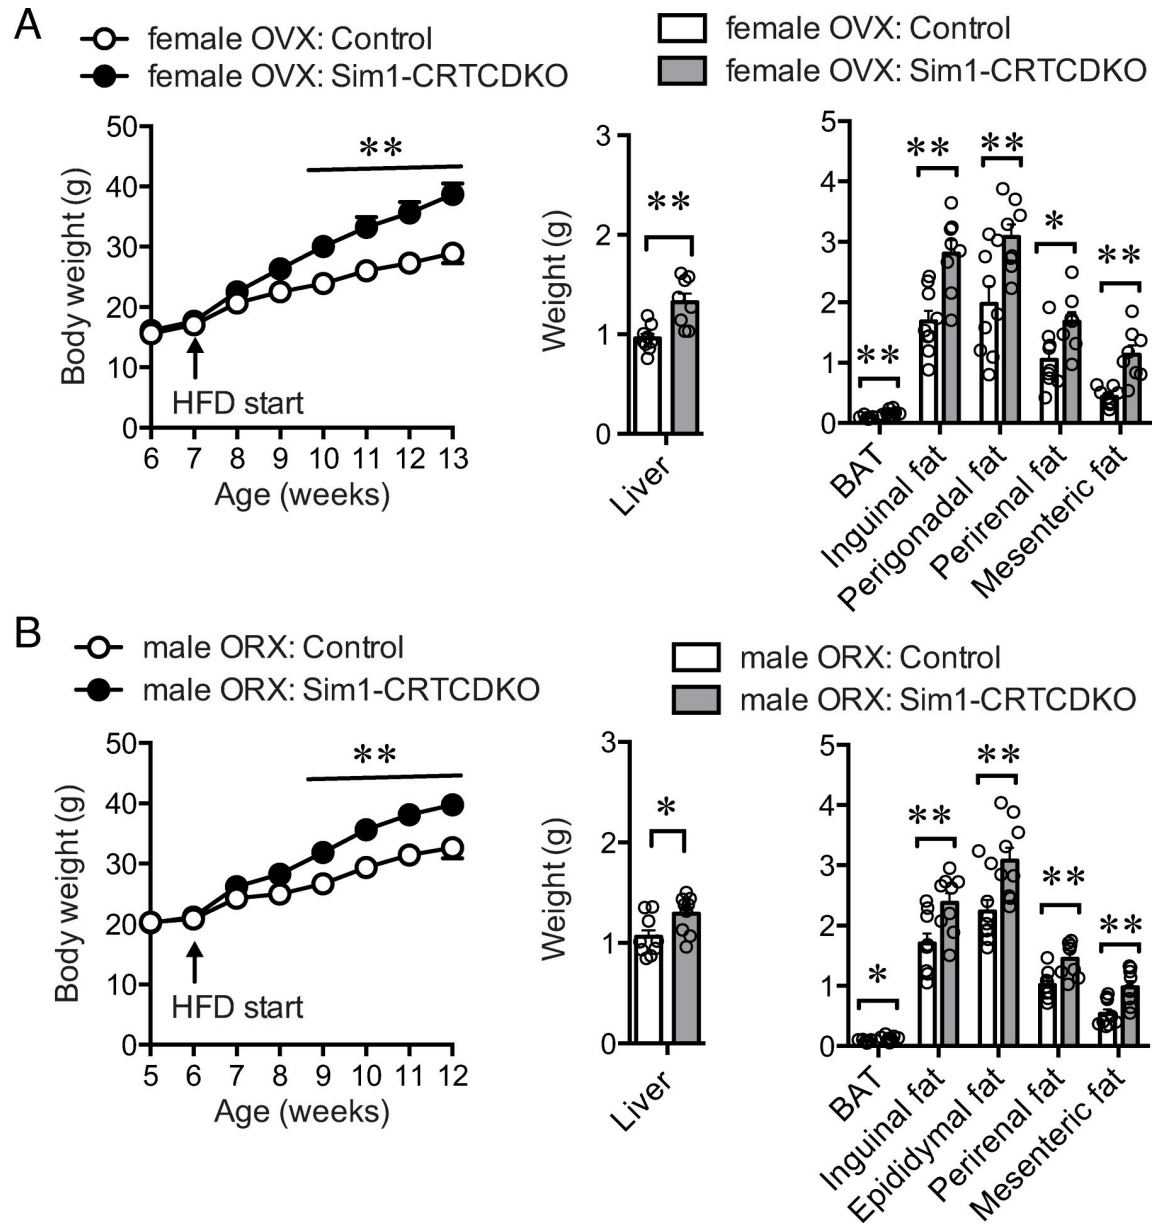 A
female OVX: Control
female OVX: Sim1-CRTCDKO
female OVX: Control
female OVX: Sim1-CRTCDKO
Body weight (g)
50
40
30
20
10
0
**
HFD start
6 7 8 9 10 11 12 13
Age (weeks)
Weight (g)
3
2
1
0
**
Liver
5
4
3
2
1
0
**
**
**
*
**
BAT
Inguinal fat
Perigonadal fat
Perirenal fat
Mesenteric fat
B
male ORX: Control
male ORX: Sim1-CRTCDKO
male ORX: Control
male ORX: Sim1-CRTCDKO
Body weight (g)
50
40
30
20
10
0
**
HFD start
5 6 7 8 9 10 11 12
Age (weeks)
Weight (g)
3
2
1
0
*
Liver
5
4
3
2
1
0
*
**
**
**
**
BAT
Inguinal fat
Epididymal fat
Perirenal fat
Mesenteric fat